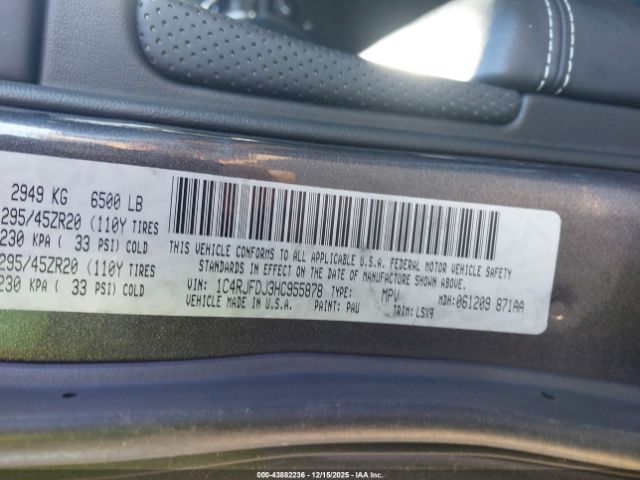 2949 KG 6500 LB
295/45ZR20 (110Y TIRES
230 KPA ( 33 PSI) COLD
295/45ZR20 (110Y TIRES
230 KPA ( 33 PSI) COLD
THIS VEHICLE CONFORMS TO ALL APPLICABLE U.S.A. FEDERAL MOTOR VEHICLE SAFETY
STANDARDS IN EFFECT ON THE DATE OF MANUFACTURE SHOWN ABOVE.
VIN: 1C4RJFDJ3HC955878 TYPE: MPV MDH: 061209 871AA
VEHICLE MADE IN U.S.A. PAINT: PAU TRIM: LSX9
000-43882236 - 12/15/2025 - IAA Inc.